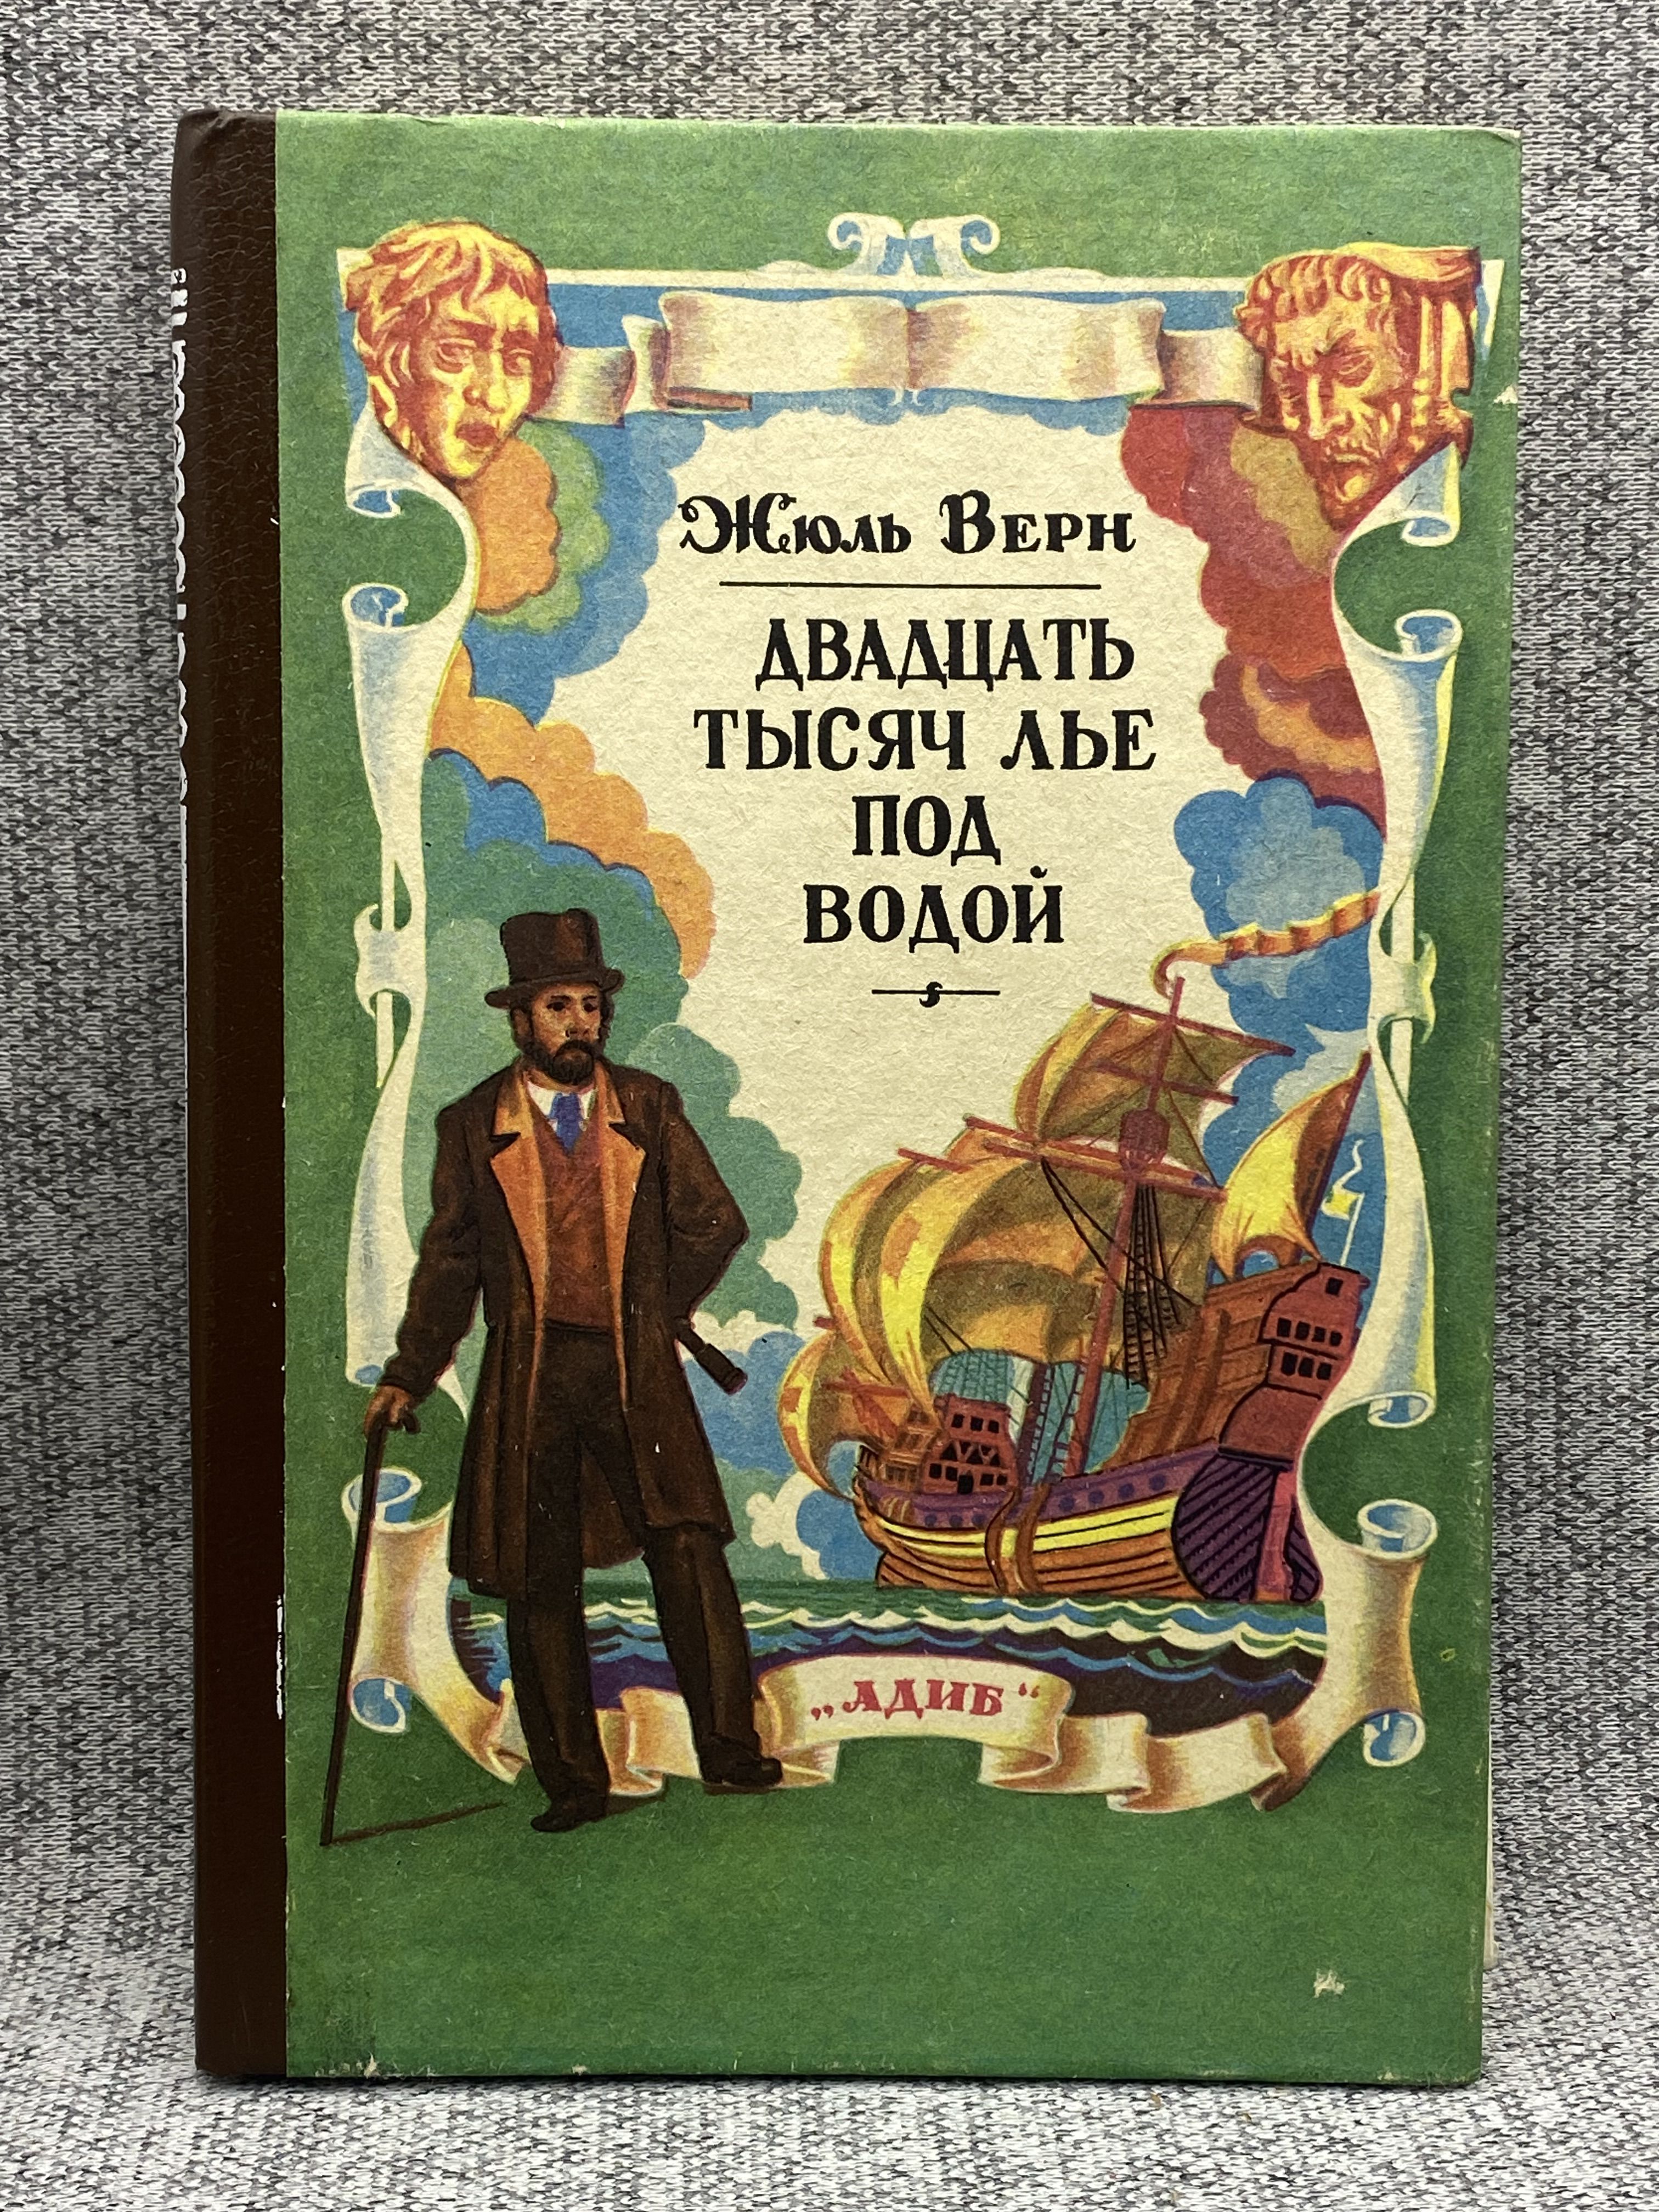 Жюль Верн
ДВАДЦАТЬ
ТЫСЯЧ ЛЬЕ
ПОД
ВОДОЙ
„АДИБ“